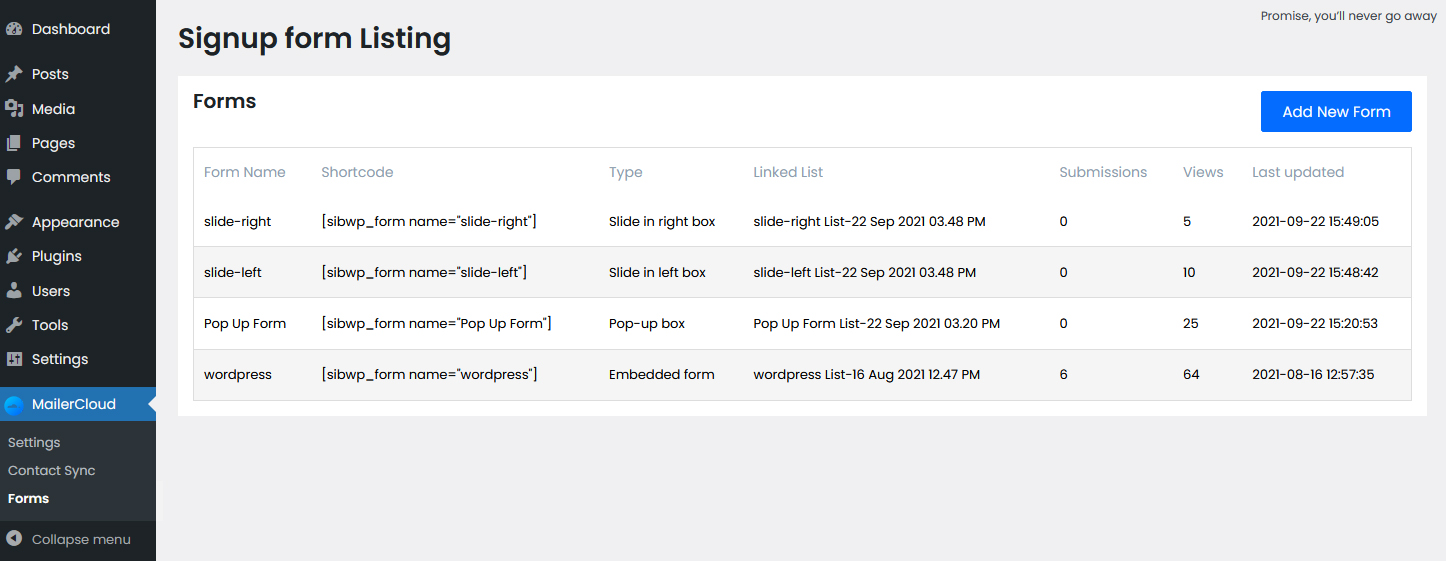 Dashboard
Posts
Media
Pages
Comments
Appearance
Plugins
Users
Tools
Settings
MailerCloud
Settings
Contact Sync
Forms
Collapse menu
Promise, you’ll never go away
Signup form Listing
Forms
Add New Form
Form Name Shortcode Type Linked List Submissions Views Last updated
slide-right [sibwp_form name="slide-right"] Slide in right box slide-right List-22 Sep 2021 03.48 PM 0 5 2021-09-22 15:49:05
slide-left [sibwp_form name="slide-left"] Slide in left box slide-left List-22 Sep 2021 03.48 PM 0 10 2021-09-22 15:48:42
Pop Up Form [sibwp_form name="Pop Up Form"] Pop-up box Pop Up Form List-22 Sep 2021 03.20 PM 0 25 2021-09-22 15:20:53
wordpress [sibwp_form name="wordpress"] Embedded form wordpress List-16 Aug 2021 12.47 PM 6 64 2021-08-16 12:57:35